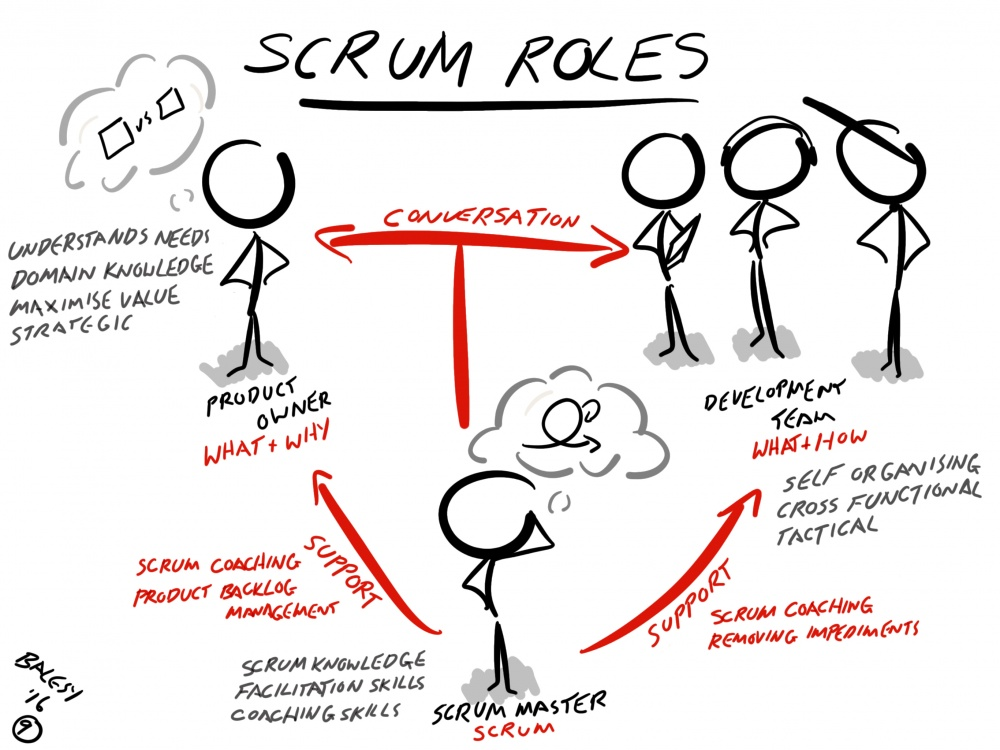 SCRUM ROLES
VS
UNDERSTANDS NEEDS
DOMAIN KNOWLEDGE
MAXIMISE VALUE
STRATEGIC
PRODUCT
OWNER
WHAT + WHY
CONVERSATION
DEVELOPMENT
TEAM
WHAT + HOW
SELF ORGANISING
CROSS FUNCTIONAL
TACTICAL
SUPPORT
SCRUM COACHING
PRODUCT BACKLOG
MANAGEMENT
SUPPORT
SCRUM COACHING
REMOVING IMPEDIMENTS
SCRUM KNOWLEDGE
FACILITATION SKILLS
COACHING SKILLS
SCRUM MASTER
SCRUM
BALESY
'16
9